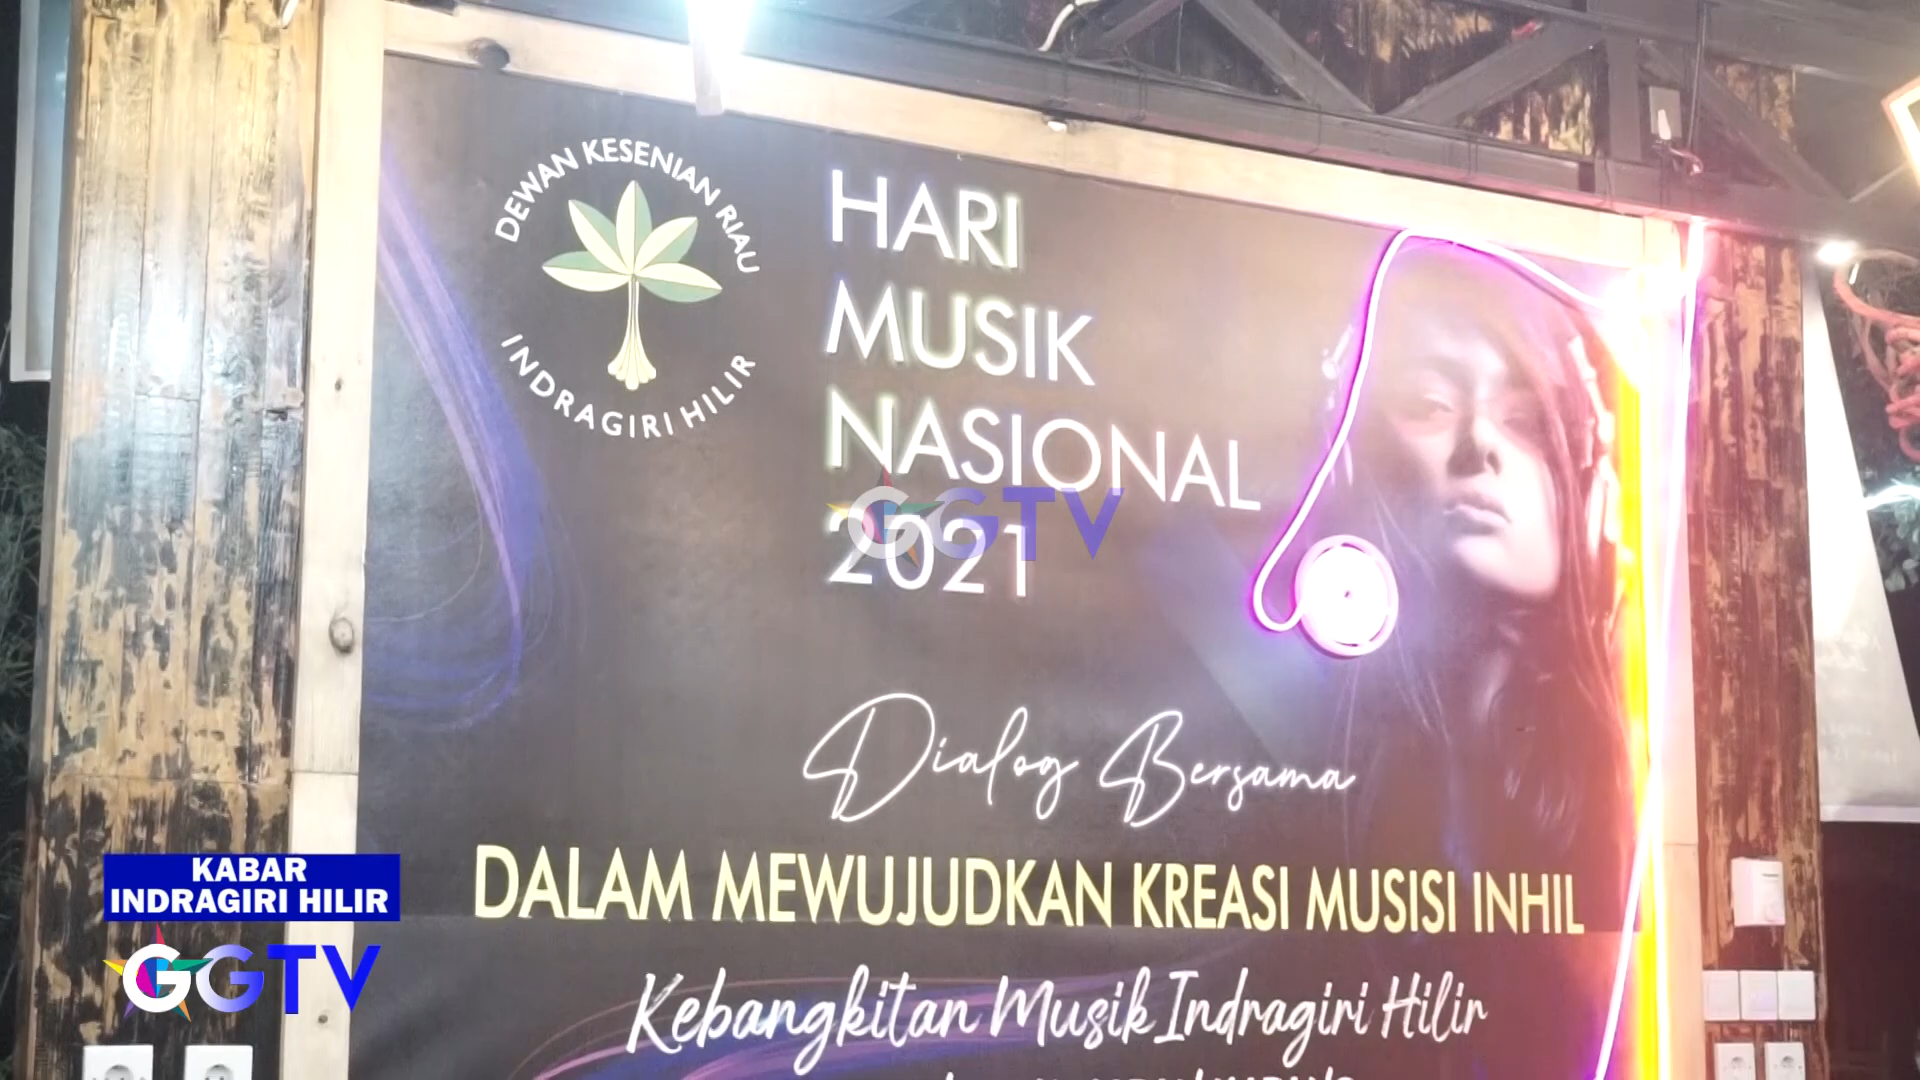 DEWAN KESENIAN RIAU
INDRAGIRI HILIR
HARI
MUSIK
NASIONAL
2021
GGTV
Dialog Bersama
DALAM MEWUJUDKAN KREASI MUSISI INHIL
Kebangkitan Musik Indragiri Hilir
KABAR
INDRAGIRI HILIR
GGTV